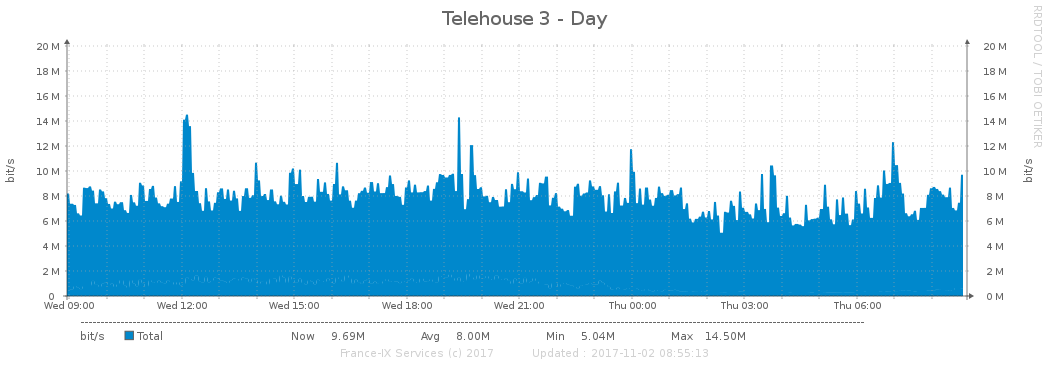 Telehouse 3 - Day
RRDTOOL / TOBI OETIKER
bit/s
20 M 20 M
18 M 18 M
16 M 16 M
14 M 14 M
12 M 12 M
10 M 10 M
8 M 8 M
6 M 6 M
4 M 4 M
2 M 2 M
0 0 M
bit/s
Wed 09:00 Wed 12:00 Wed 15:00 Wed 18:00 Wed 21:00 Thu 00:00 Thu 03:00 Thu 06:00
bit/s Total Now 9.69M Avg 8.00M Min 5.04M Max 14.50M
France-IX Services (c) 2017 Updated : 2017-11-02 08:55:13